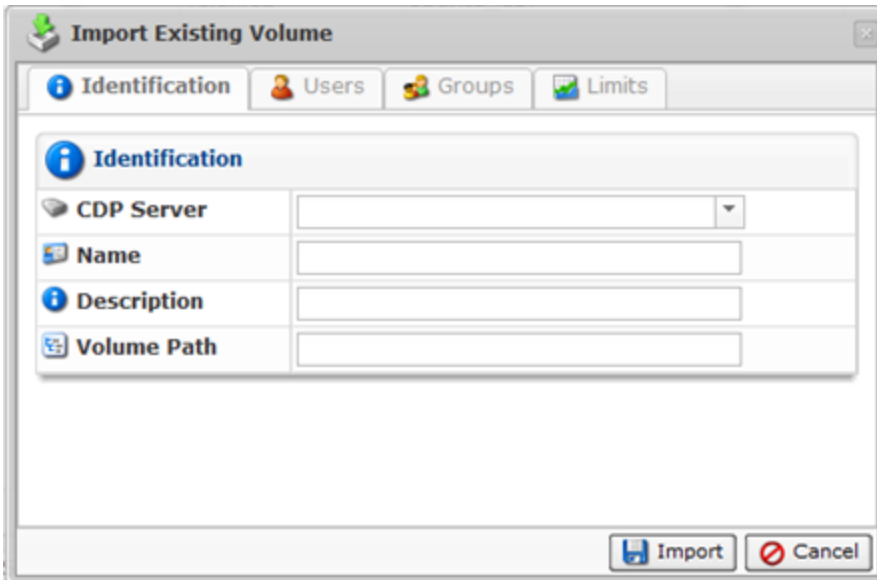 Import Existing Volume
Identification Users Groups Limits
Identification
CDP Server
Name
Description
Volume Path
Import Cancel